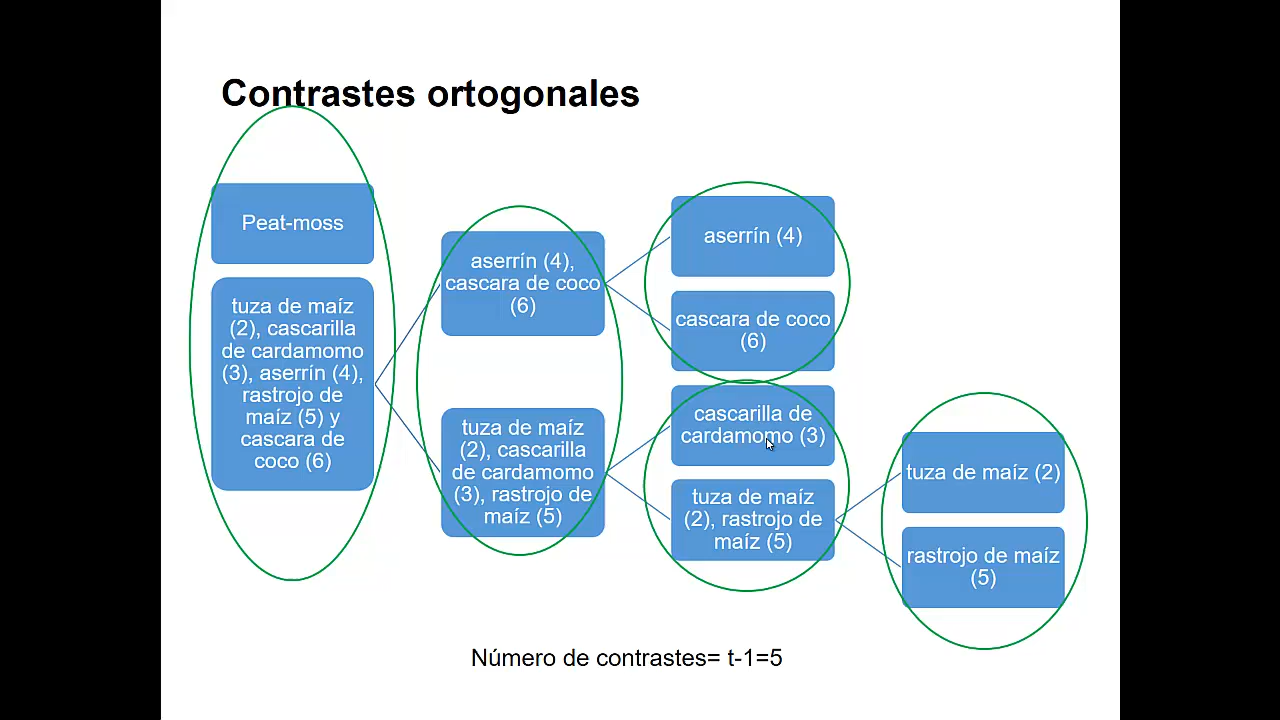 Contrastes ortogonales
Peat-moss
tuza de maíz
(2), cascarilla
de cardamomo
(3), aserrín (4),
rastrojo de
maíz (5) y
cascara de
coco (6)
aserrín (4),
cascara de coco
(6)
tuza de maíz
(2), cascarilla
de cardamomo
(3), rastrojo de
maíz (5)
aserrín (4)
cascara de coco
(6)
cascarilla de
cardamomo (3)
tuza de maíz
(2), rastrojo de
maíz (5)
tuza de maíz (2)
rastrojo de maíz
(5)
Número de contrastes= t-1=5